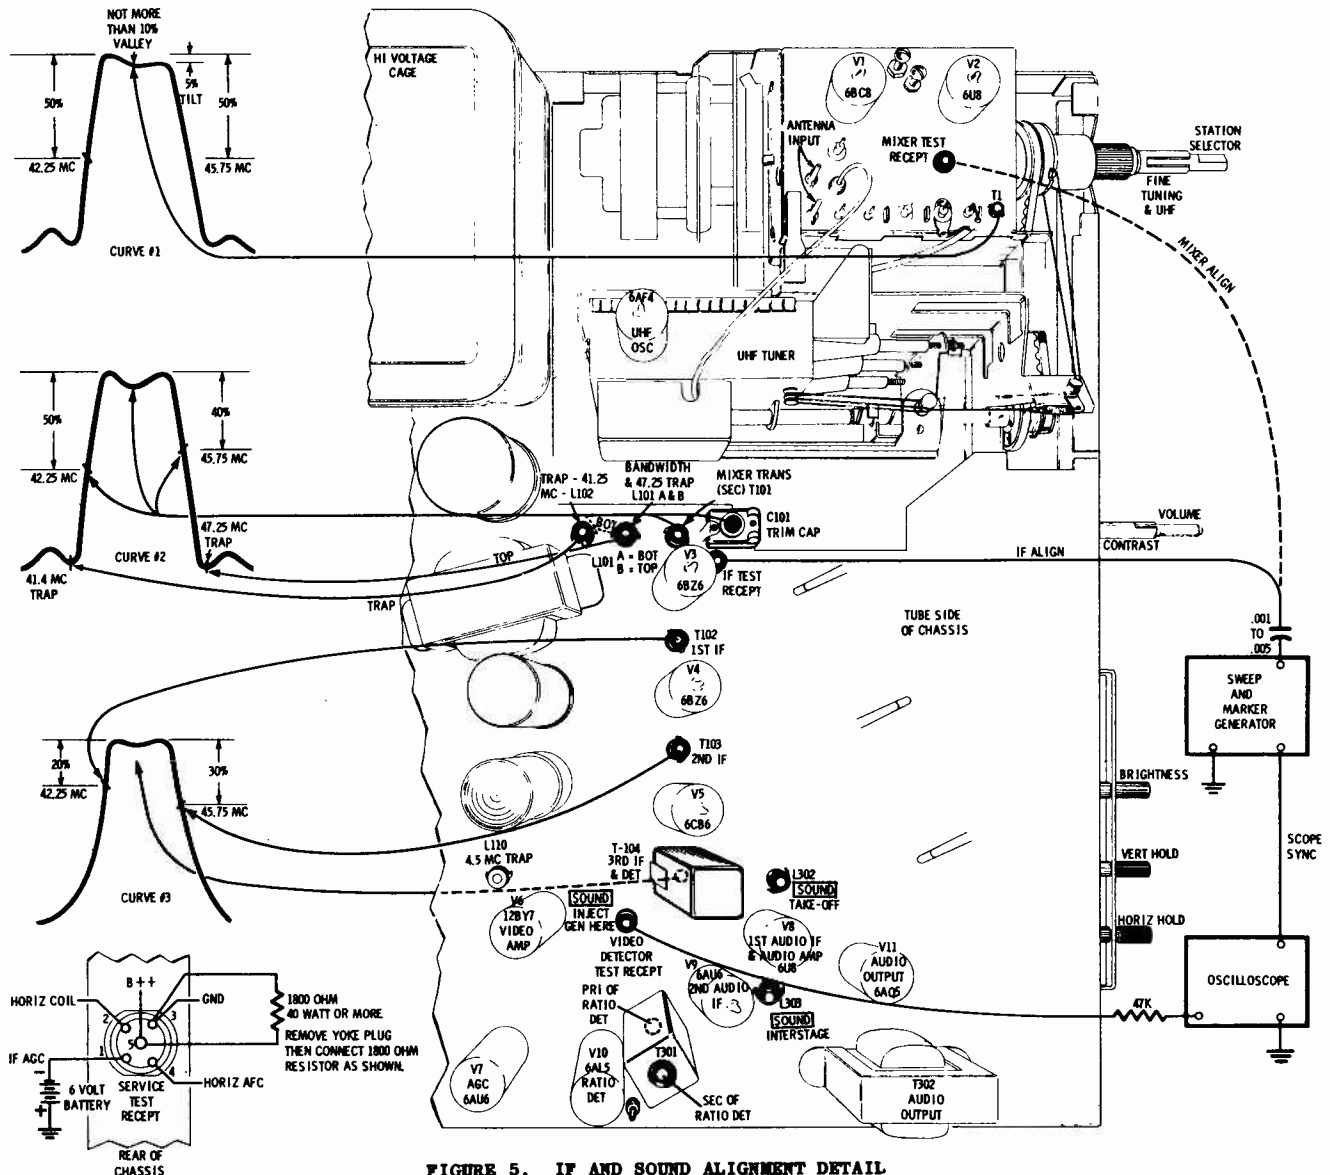 NOT MORE
THAN 10%
VALLEY
5%
TILT
50%
50%
42.25 MC
45.75 MC
CURVE #1
HI VOLTAGE
CAGE
V1
6BC8
V2
6U8
ANTENNA
INPUT
MIXER TEST
RECEPT
T1
STATION
SELECTOR
FINE
TUNING
& UHF
MIXER ALIGN
6AF4
UHF
OSC
UHF TUNER
50%
40%
42.25 MC
45.75 MC
47.25 MC
TRAP
CURVE #2
41.4 MC
TRAP
TRAP - 41.25
MC - L102
BANDWIDTH
& 47.25 TRAP
L101 A & B
MIXER TRANS
(SEC) T101
C101
TRIM CAP
BOT
TOP
L101
A = BOT
B = TOP
V3
6BZ6
IF TEST
RECEPT
TRAP
VOLUME
CONTRAST
IF ALIGN
TUBE SIDE
OF CHASSIS
.001
TO
.005
SWEEP
AND
MARKER
GENERATOR
T102
1ST IF
V4
6BZ6
T103
2ND IF
V5
6CB6
20%
30%
42.25 MC
45.75 MC
CURVE #3
BRIGHTNESS
VERT HOLD
HORIZ HOLD
SCOPE
SYNC
L110
4.5 MC TRAP
T-104
3RD IF
& DET
L302
SOUND
TAKE-OFF
V6
12BY7
VIDEO
AMP
SOUND
INJECT
GEN HERE
VIDEO
DETECTOR
TEST RECEPT
V8
1ST AUDIO IF
& AUDIO AMP
6U8
V11
AUDIO
OUTPUT
6AQ5
V9
6AU6
2ND AUDIO
IF
L303
SOUND
INTERSTAGE
47K
OSCILLOSCOPE
PRI OF
RATIO
DET
T301
V10
6AL5
RATIO
DET
SEC OF
RATIO DET
V7
AGC
6AU6
T302
AUDIO
OUTPUT
B++
HORIZ COIL
GND
2
3
1
5
4
IF AGC
HORIZ AFC
6 VOLT
BATTERY
-
+
SERVICE
TEST
RECEPT
REAR OF
CHASSIS
1800 OHM
40 WATT OR MORE
REMOVE YOKE PLUG
THEN CONNECT 1800 OHM
RESISTOR AS SHOWN.
FIGURE 5. IF AND SOUND ALIGNMENT DETAIL